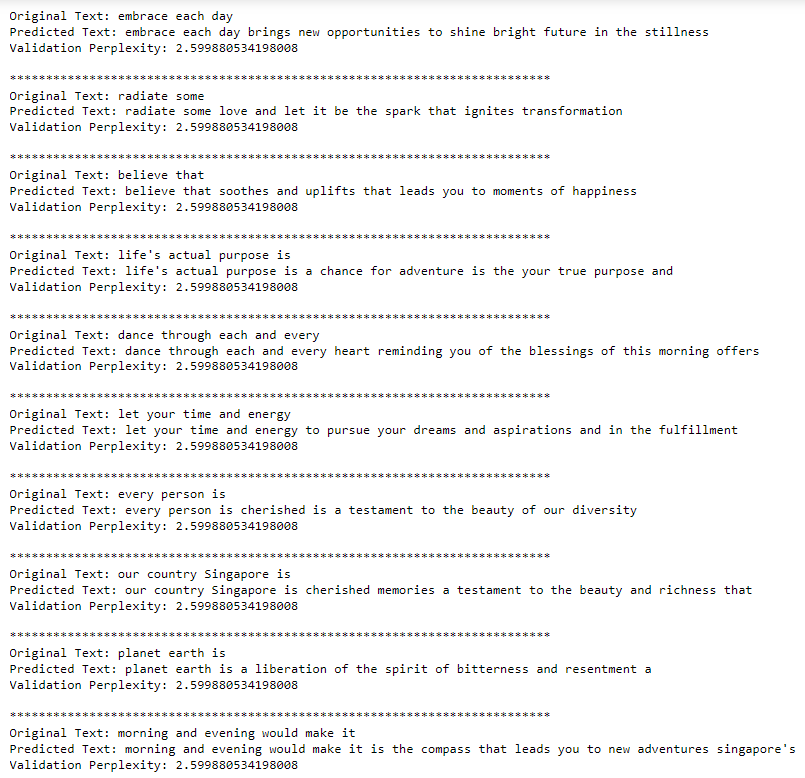 Original Text: embrace each day
Predicted Text: embrace each day brings new opportunities to shine bright future in the stillness
Validation Perplexity: 2.599880534198008
***************************************************************************
Original Text: radiate some
Predicted Text: radiate some love and let it be the spark that ignites transformation
Validation Perplexity: 2.599880534198008
***************************************************************************
Original Text: believe that
Predicted Text: believe that soothes and uplifts that leads you to moments of happiness
Validation Perplexity: 2.599880534198008
***************************************************************************
Original Text: life's actual purpose is
Predicted Text: life's actual purpose is a chance for adventure is the your true purpose and
Validation Perplexity: 2.599880534198008
***************************************************************************
Original Text: dance through each and every
Predicted Text: dance through each and every heart reminding you of the blessings of this morning offers
Validation Perplexity: 2.599880534198008
***************************************************************************
Original Text: let your time and energy
Predicted Text: let your time and energy to pursue your dreams and aspirations and in the fulfillment
Validation Perplexity: 2.599880534198008
***************************************************************************
Original Text: every person is
Predicted Text: every person is cherished is a testament to the beauty of our diversity
Validation Perplexity: 2.599880534198008
***************************************************************************
Original Text: our country Singapore is
Predicted Text: our country Singapore is cherished memories a testament to the beauty and richness that
Validation Perplexity: 2.599880534198008
***************************************************************************
Original Text: planet earth is
Predicted Text: planet earth is a liberation of the spirit of bitterness and resentment a
Validation Perplexity: 2.599880534198008
***************************************************************************
Original Text: morning and evening would make it
Predicted Text: morning and evening would make it is the compass that leads you to new adventures singapore's
Validation Perplexity: 2.599880534198008